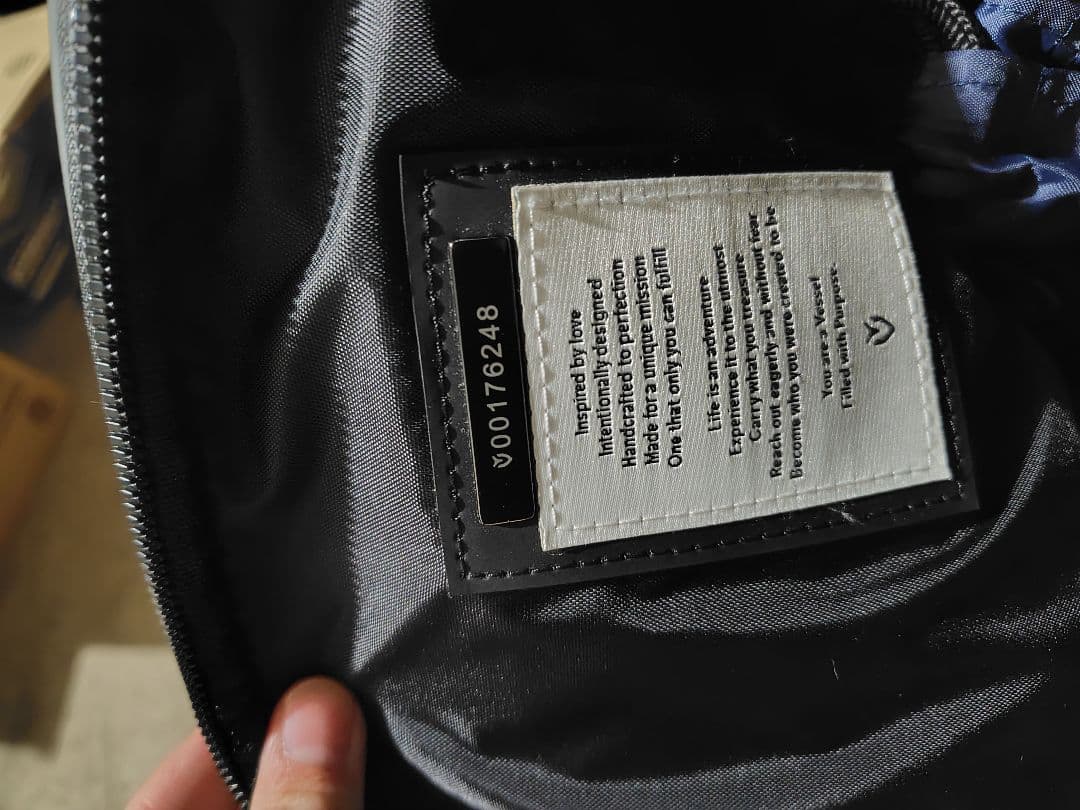 00176248
Inspired by love
Intentionally designed
Handcrafted to perfection
Made for a unique mission
One that only you can fulfill
Life is an adventure
Experience it to the utmost
Carry what you treasure
Reach out eagerly and without fear
Become who you were created to be
You are a Vessel
Filled with Purpose.